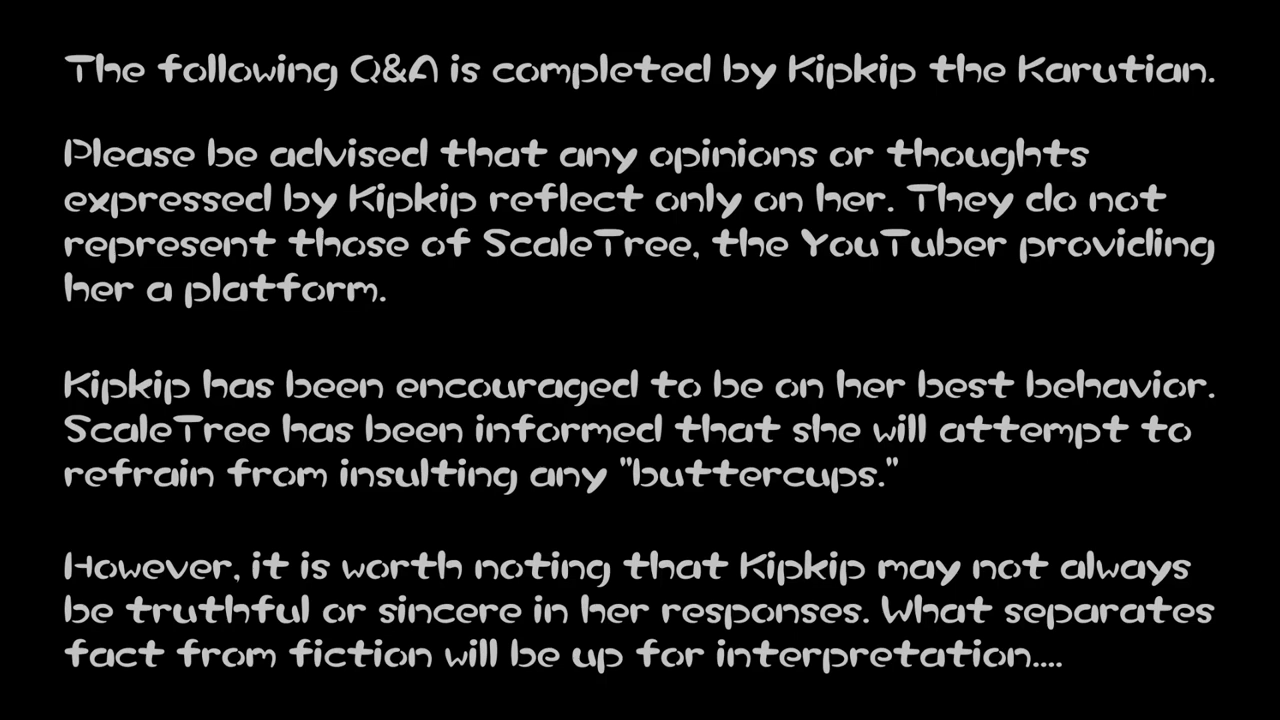 The following Q&A is completed by Kipkip the Karutian.
Please be advised that any opinions or thoughts
expressed by Kipkip reflect only on her. They do not
represent those of ScaleTree, the YouTuber providing
her a platform.
Kipkip has been encouraged to be on her best behavior.
ScaleTree has been informed that she will attempt to
refrain from insulting any "buttercups."
However, it is worth noting that Kipkip may not always
be truthful or sincere in her responses. What separates
fact from fiction will be up for interpretation....